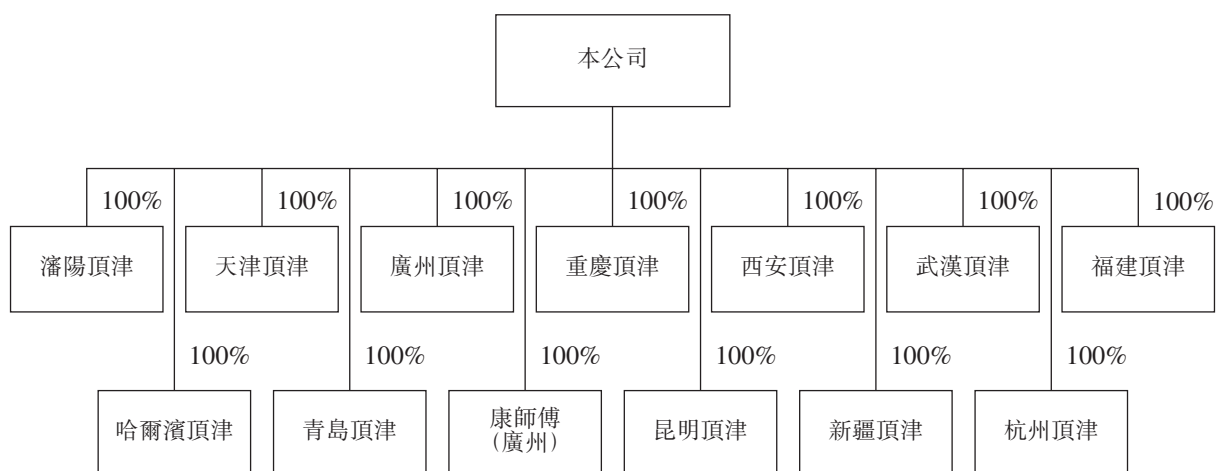 本公司
100%
100%
100%
100%
100%
100%
100%
瀋陽頂津
天津頂津
廣州頂津
重慶頂津
西安頂津
武漢頂津
福建頂津
100%
100%
100%
100%
100%
100%
哈爾濱頂津
青島頂津
康師傅
(廣州)
昆明頂津
新疆頂津
杭州頂津